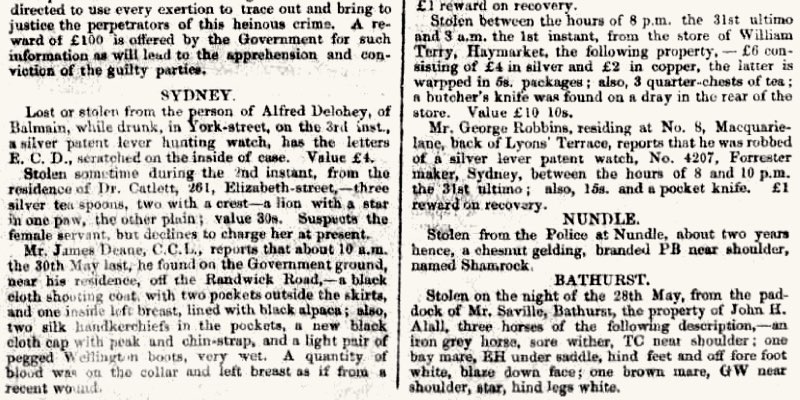 directed to use every exertion to trace out and bring to
justice the perpetrators of this heinous crime. A re-
ward of £100 is offered by the Government for such
information as will lead to the apprehension and con-
viction of the guilty parties.
SYDNEY.
Lost or stolen from the person of Alfred Delohey, of
Balmain, while drunk, in York-street, on the 3rd inst.,
a silver patent lever hunting watch, has the letters
E. C. D., scratched on the inside of case. Value £4.
Stolen sometime during the 2nd instant, from the
residence of Dr. Catlett, 261, Elizabeth-street,—three
silver tea spoons, two with a crest—a lion with a star
in one paw, the other plain; value 30s. Suspects the
female servant, but declines to charge her at present.
Mr. James Deane, C.C.L., reports that about 10 a.m.
the 30th May last, he found on the Government ground,
near his residence, off the Randwick Road,—a black
cloth shooting coat, with two pockets outside the skirts,
and one inside left breast, lined with black alpaca; also,
two silk handkerchiefs in the pockets, a new black
cloth cap with peak and chin-strap, and a light pair of
pegged Wellington boots, very wet. A quantity of
blood was on the collar and left breast as if from a
recent wound.
£1 reward on recovery.
Stolen between the hours of 8 p.m. the 31st ultimo
and 3 a.m. the 1st instant, from the store of William
Terry, Haymarket, the following property,—£6 con-
sisting of £4 in silver and £2 in copper, the latter is
warpped in 5s. packages; also, 3 quarter-chests of tea;
a butcher's knife was found on a dray in the rear of the
store. Value £10 10s.
Mr. George Robbins, residing at No. 8, Macquarie-
lane, back of Lyons' Terrace, reports that he was robbed
of a silver lever patent watch, No. 4207, Forrester
maker, Sydney, between the hours of 8 and 10 p.m.
the 31st ultimo; also, 15s. and a pocket knife. £1
reward on recovery.
NUNDLE.
Stolen from the Police at Nundle, about two years
hence, a chesnut gelding, branded PB near shoulder,
named Shamrock.
BATHURST.
Stolen on the night of the 28th May, from the pad-
dock of Mr. Saville, Bathurst, the property of John H.
Alall, three horses of the following description,—an
iron grey horse, sore wither, TC near shoulder; one
bay mare, RH under saddle, hind feet and off fore foot
white, blaze down face; one brown mare, GW near
shoulder, star, hind legs white.